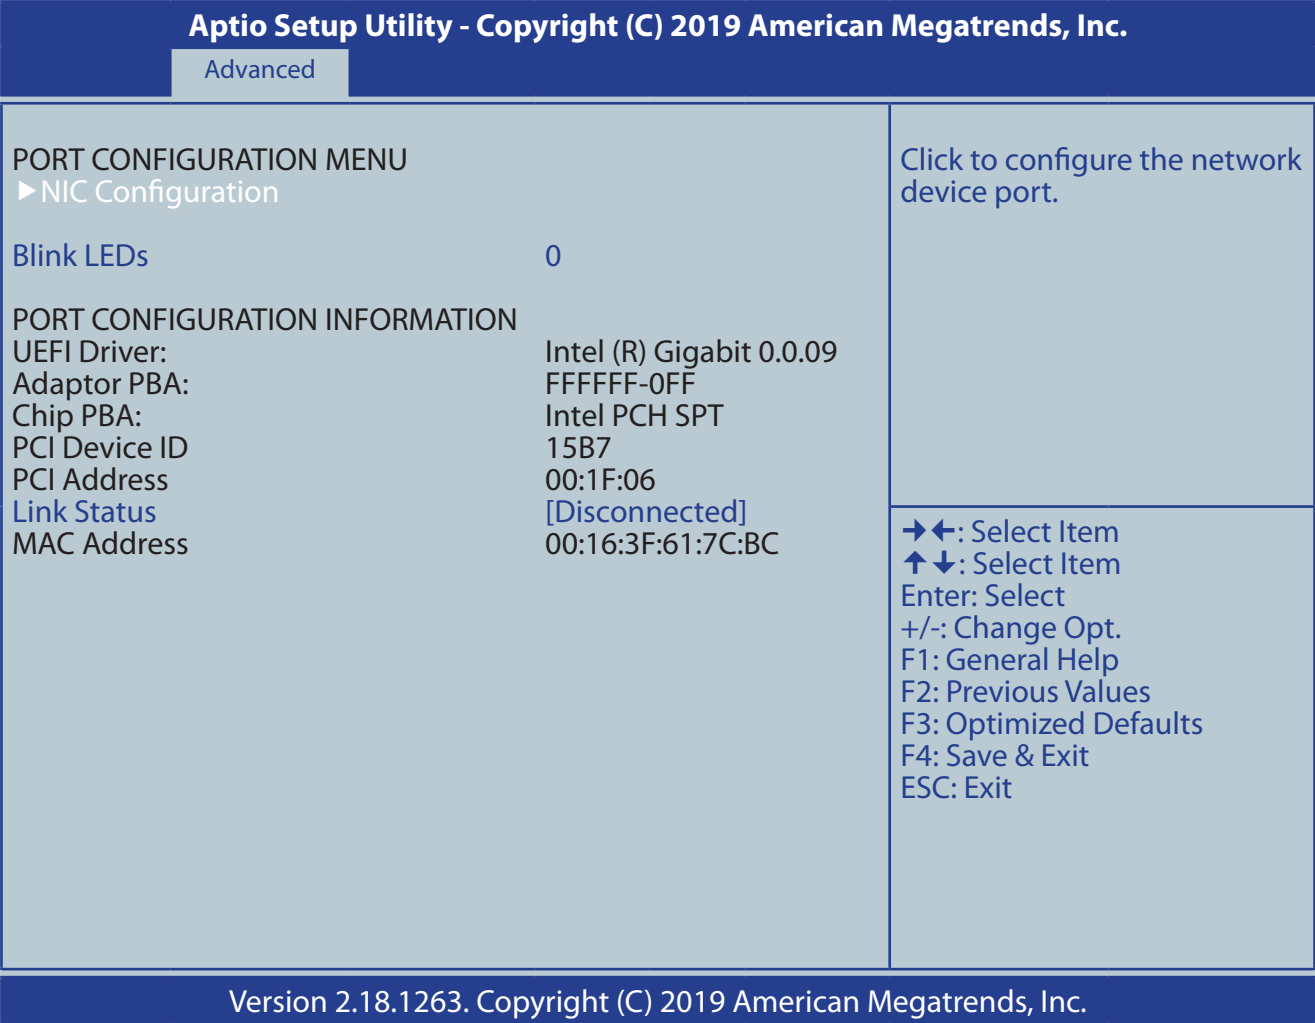 Aptio Setup Utility - Copyright (C) 2019 American Megatrends, Inc.
Advanced
PORT CONFIGURATION MENU
▶NIC Configuration
Blink LEDs 0
PORT CONFIGURATION INFORMATION
UEFI Driver: Intel (R) Gigabit 0.0.09
Adaptor PBA: FFFFFF-0FF
Chip PBA: Intel PCH SPT
PCI Device ID 15B7
PCI Address 00:1F:06
Link Status [Disconnected]
MAC Address 00:16:3F:61:7C:BC
Click to configure the network
device port.
→←: Select Item
↑↓: Select Item
Enter: Select
+/-: Change Opt.
F1: General Help
F2: Previous Values
F3: Optimized Defaults
F4: Save & Exit
ESC: Exit
Version 2.18.1263. Copyright (C) 2019 American Megatrends, Inc.